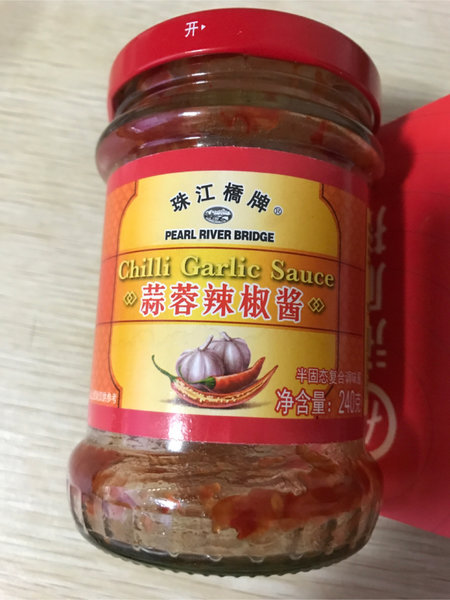 开
珠江橋牌®
PEARL RIVER BRIDGE
Chilli Garlic Sauce
蒜蓉辣椒酱
半固态复合调味料
净含量：240克